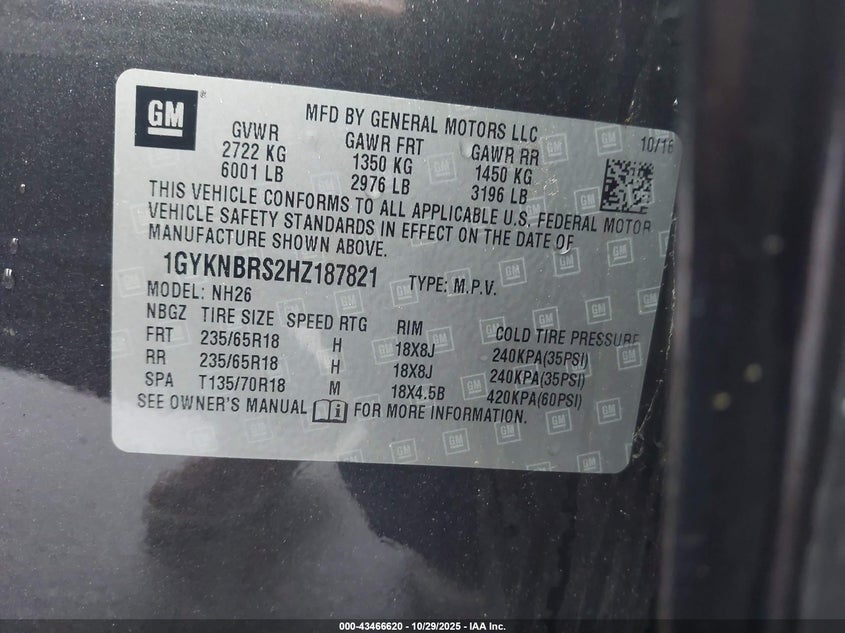 GM
MFD BY GENERAL MOTORS LLC
10/16
GVWR GAWR FRT GAWR RR
2722 KG 1350 KG 1450 KG
6001 LB 2976 LB 3196 LB
THIS VEHICLE CONFORMS TO ALL APPLICABLE U.S. FEDERAL MOTOR
VEHICLE SAFETY STANDARDS IN EFFECT ON THE DATE OF
MANUFACTURE SHOWN ABOVE.
1GYKNBRS2HZ187821 TYPE: M.P.V.
MODEL: NH26
NBGZ TIRE SIZE SPEED RTG RIM COLD TIRE PRESSURE
FRT 235/65R18 H 18X8J 240KPA(35PSI)
RR 235/65R18 H 18X8J 240KPA(35PSI)
SPA T135/70R18 M 18X4.5B 420KPA(60PSI)
SEE OWNER'S MANUAL FOR MORE INFORMATION.
000-43466620 - 10/29/2025 - IAA Inc.